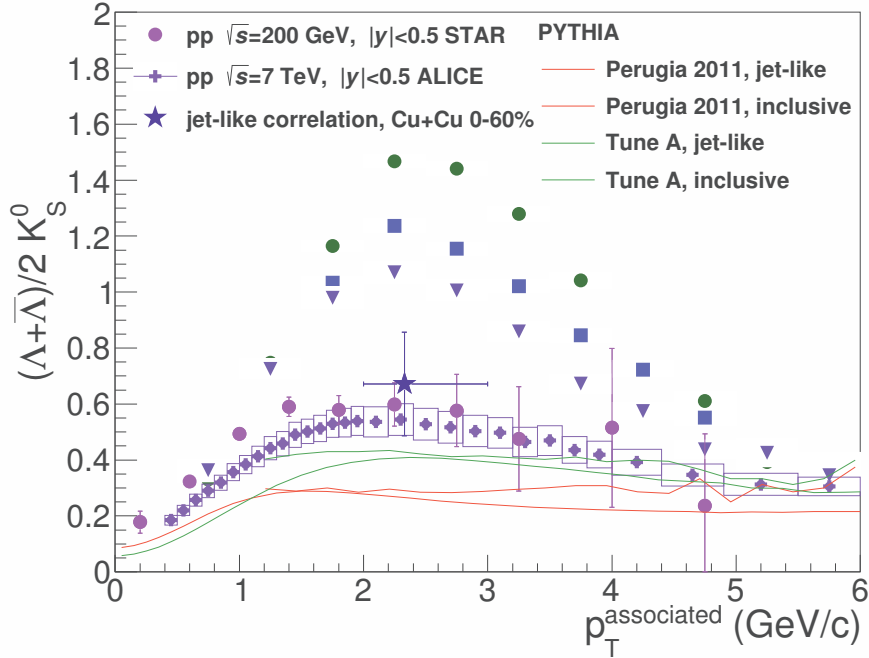 pp √s=200 GeV, |y|<0.5 STAR
pp √s=7 TeV, |y|<0.5 ALICE
jet-like correlation, Cu+Cu 0-60%
PYTHIA
Perugia 2011, jet-like
Perugia 2011, inclusive
Tune A, jet-like
Tune A, inclusive
(Λ+Λ̅)/2 K⁰_S
2
1.8
1.6
1.4
1.2
1
0.8
0.6
0.4
0.2
0
0 1 2 3 4 5 6
p_T^associated (GeV/c)